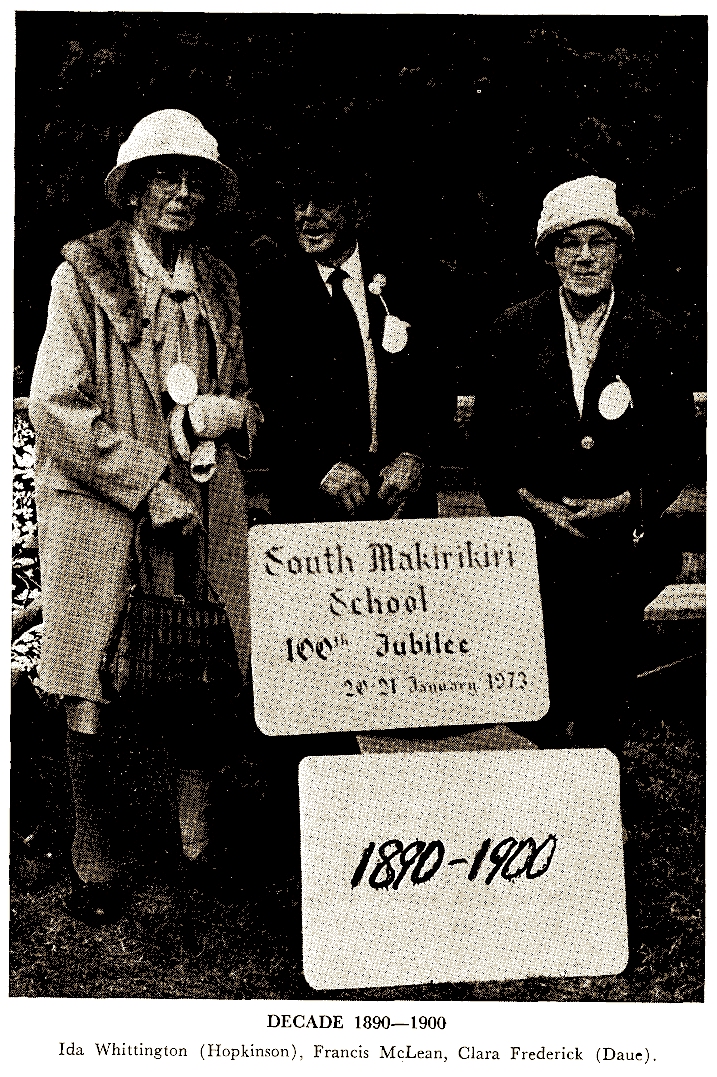 South Makirikiri
School
100th Jubilee
20-21 January 1973
1890-1900
DECADE 1890—1900
Ida Whittington (Hopkinson), Francis McLean, Clara Frederick (Daue).